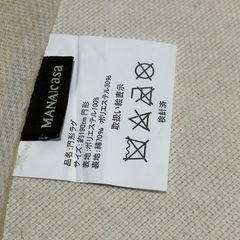 MANAIcasa
品名:円形ラグ
サイズ:約190cm 円形
表地:ポリエステル100%
裏地:綿70% ポリエステル30%
取扱い絵表示
検針済